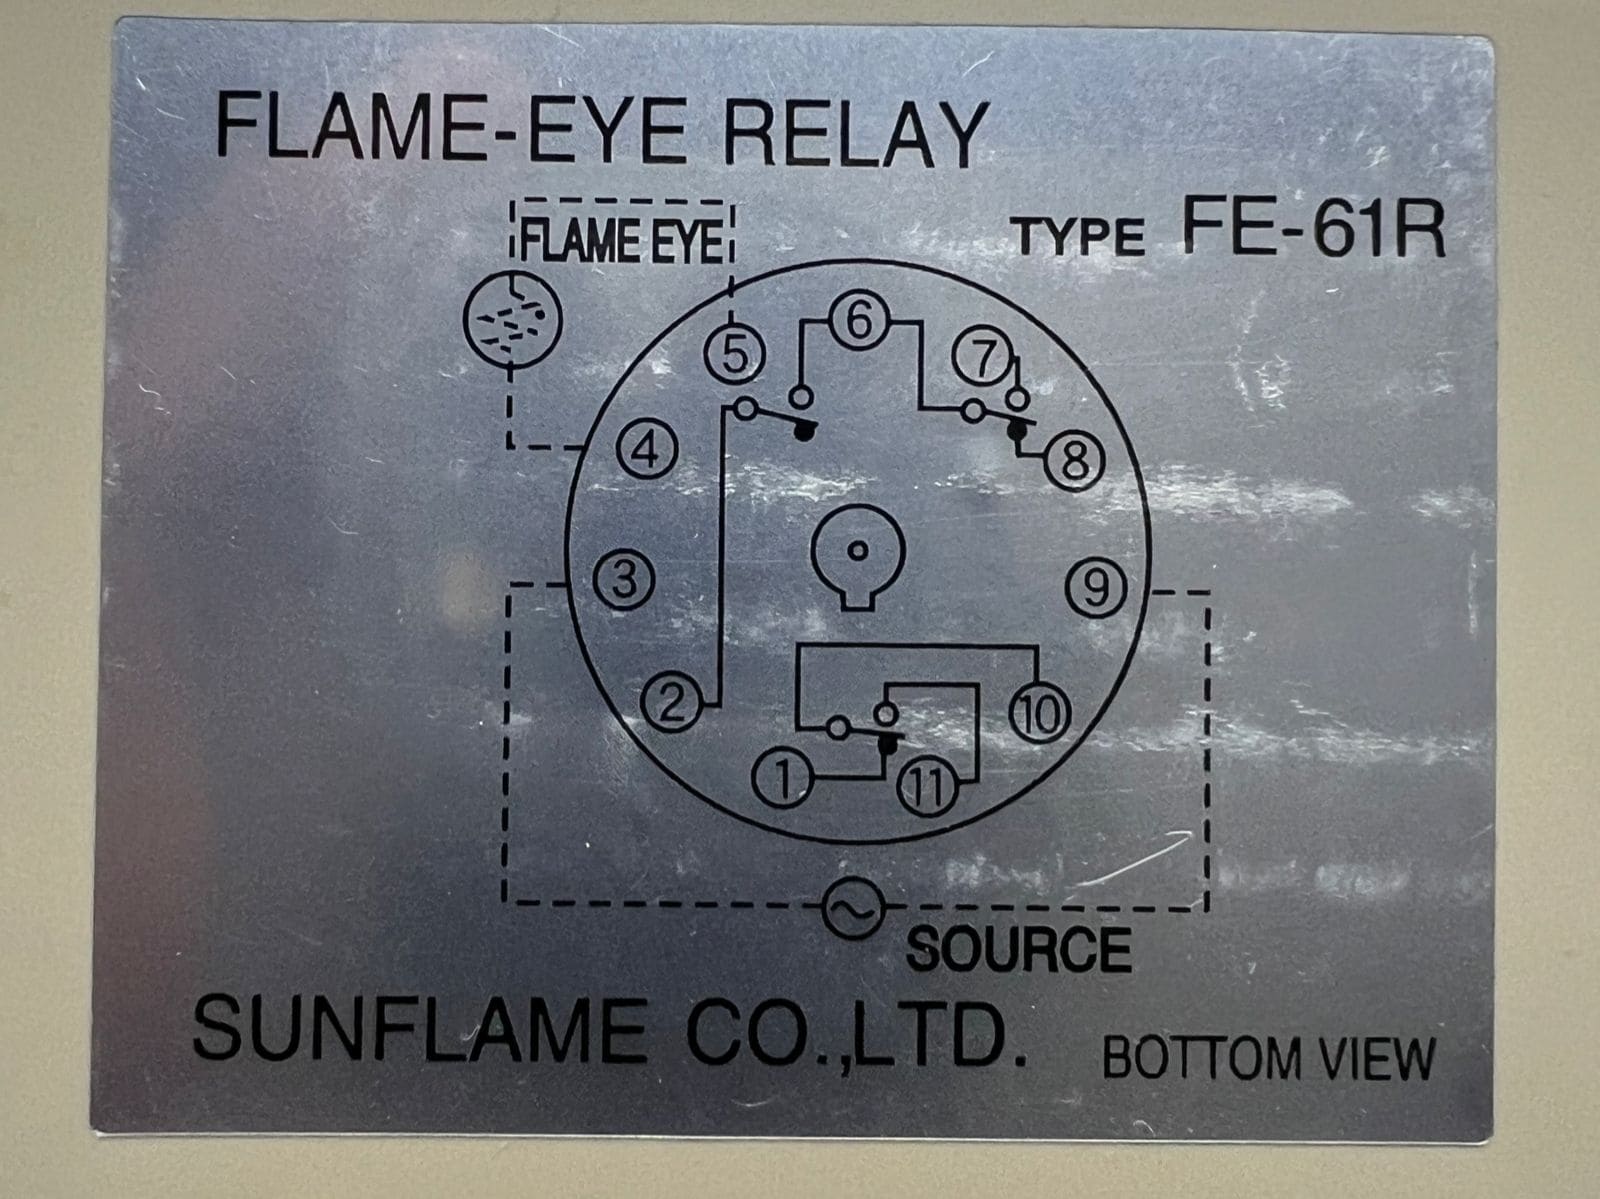 FLAME-EYE RELAY
TYPE FE-61R
FLAME EYE
6
5
7
4
8
3
9
2
10
1
11
SOURCE
SUNFLAME CO.,LTD.
BOTTOM VIEW